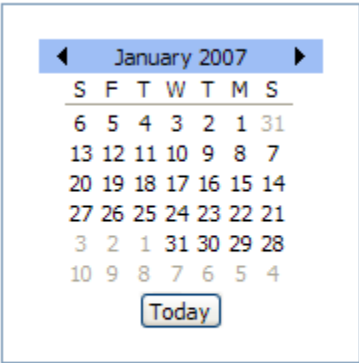 January 2007
S F T W T M S
6 5 4 3 2 1 31
13 12 11 10 9 8 7
20 19 18 17 16 15 14
27 26 25 24 23 22 21
3 2 1 31 30 29 28
10 9 8 7 6 5 4
Today